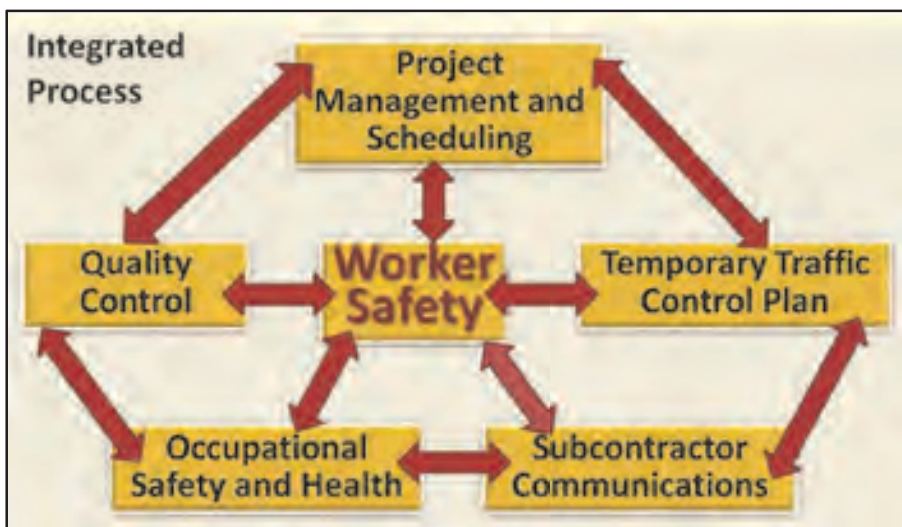 Integrated
Process
Project
Management and
Scheduling
Quality
Control
Worker
Safety
Temporary Traffic
Control Plan
Occupational
Safety and Health
Subcontractor
Communications